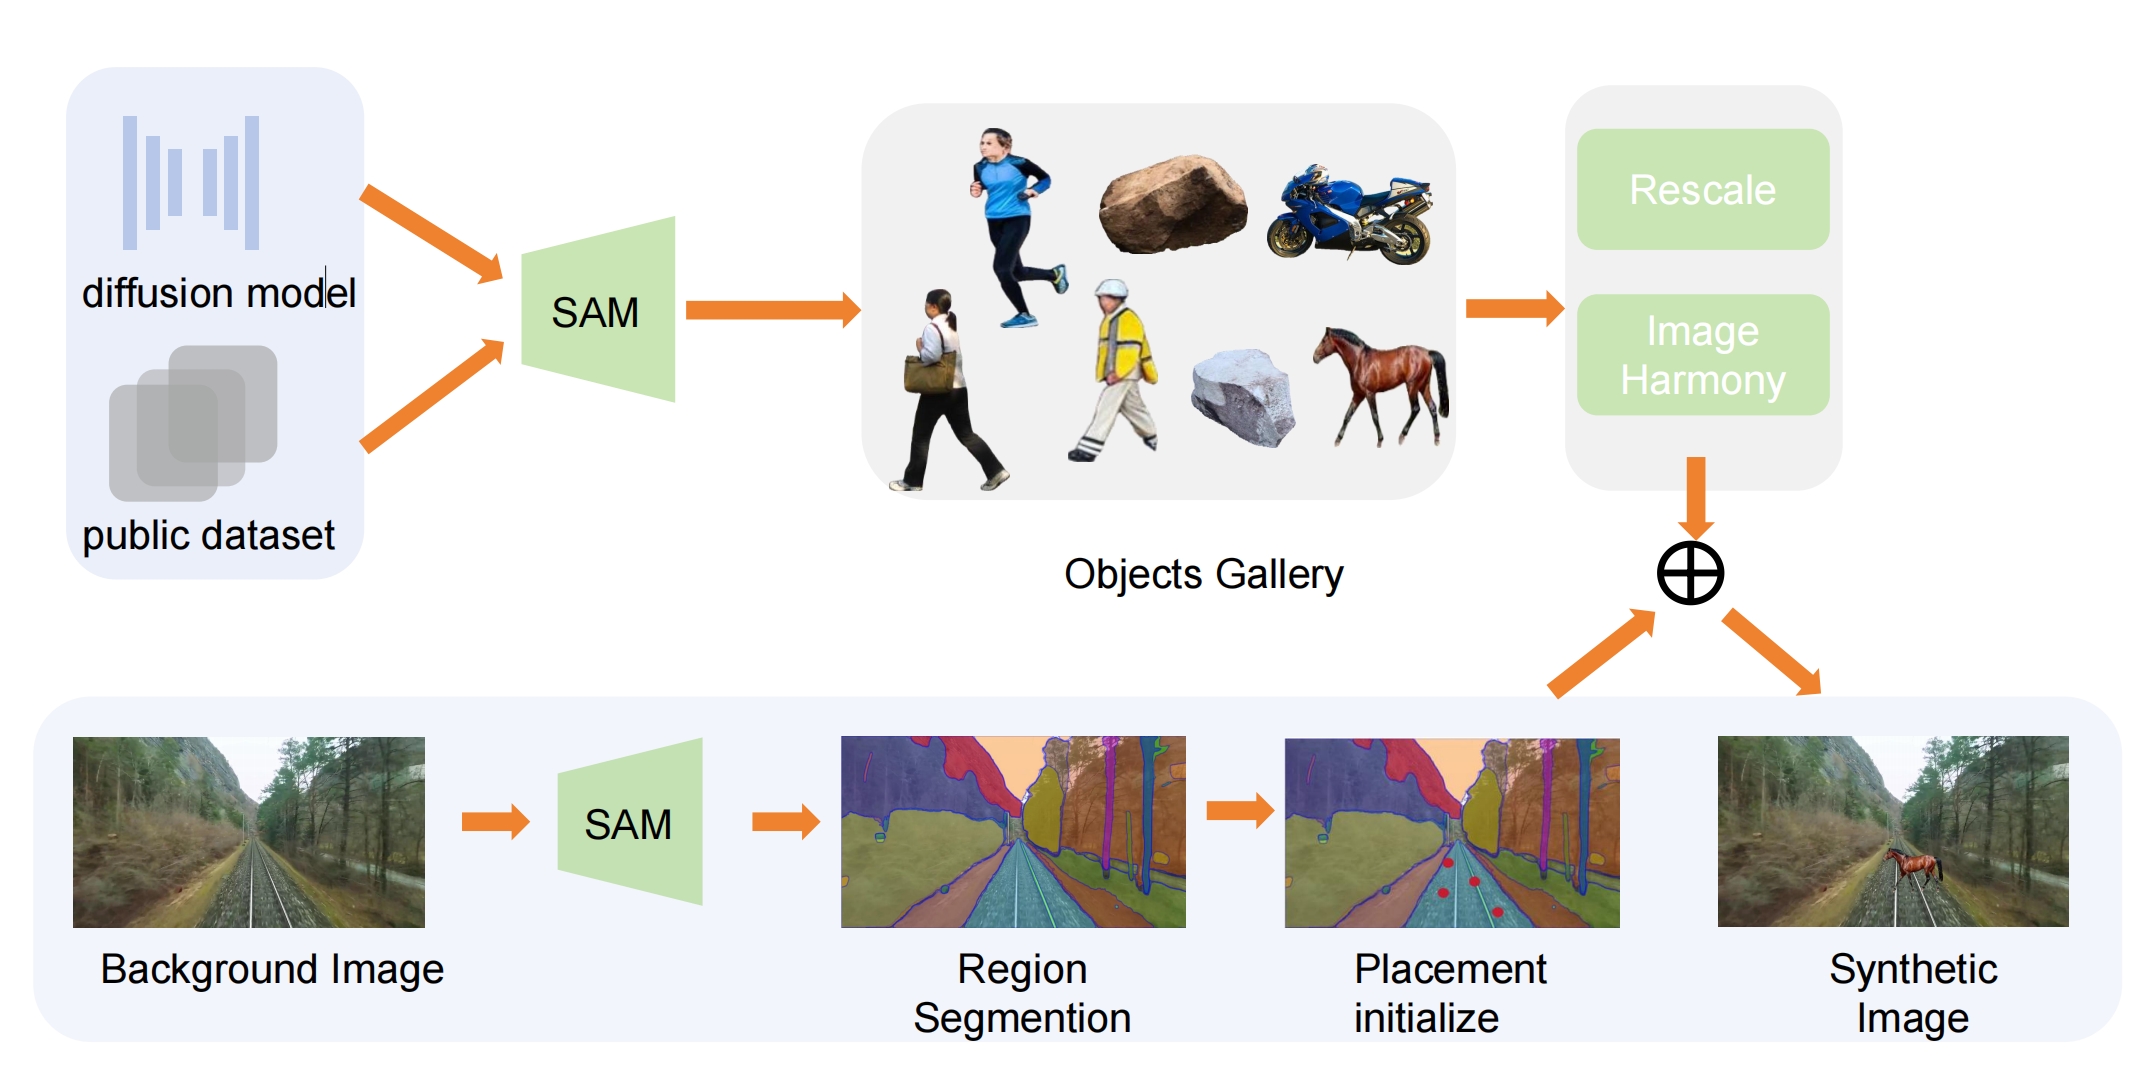 diffusion model
public dataset
SAM
Objects Gallery
Rescale
Image
Harmony
Background Image
SAM
Region
Segmention
Placement
initialize
Synthetic
Image